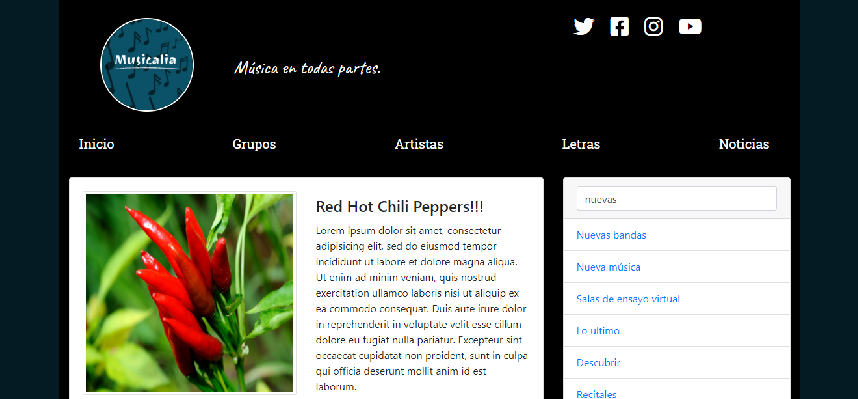 Musicalia
Música en todas partes.
Inicio
Grupos
Artistas
Letras
Noticias
Red Hot Chili Peppers!!!
Lorem ipsum dolor sit amet, consectetur
adipisicing elit, sed do eiusmod tempor
incididunt ut labore et dolore magna aliqua.
Ut enim ad minim veniam, quis nostrud
exercitation ullamco laboris nisi ut aliquip ex
ea commodo consequat. Duis aute irure dolor
in reprehenderit in voluptate velit esse cillum
dolore eu fugiat nulla pariatur. Excepteur sint
occaecat cupidatat non proident, sunt in culpa
qui officia deserunt mollit anim id est
laborum.
nuevas
Nuevas bandas
Nueva música
Salas de ensayo virtual
Lo ultimo
Descubrir
Recitales